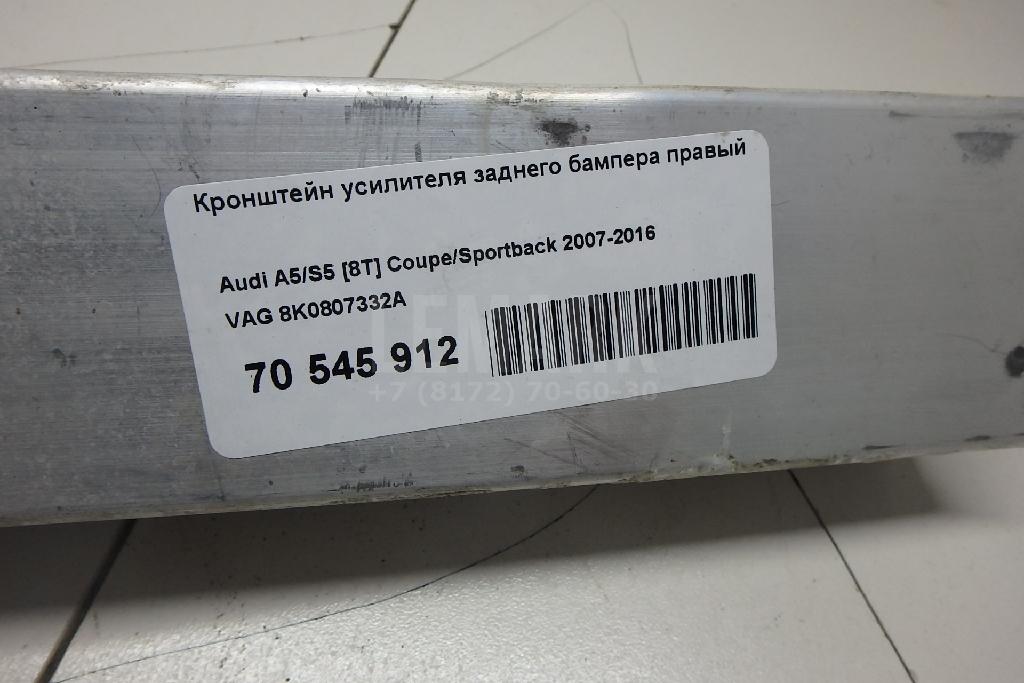 Кронштейн усилителя заднего бампера правый
Audi A5/S5 [8T] Coupe/Sportback 2007-2016
VAG 8K0807332A
70 545 912
+7 (8172) 70-60-30